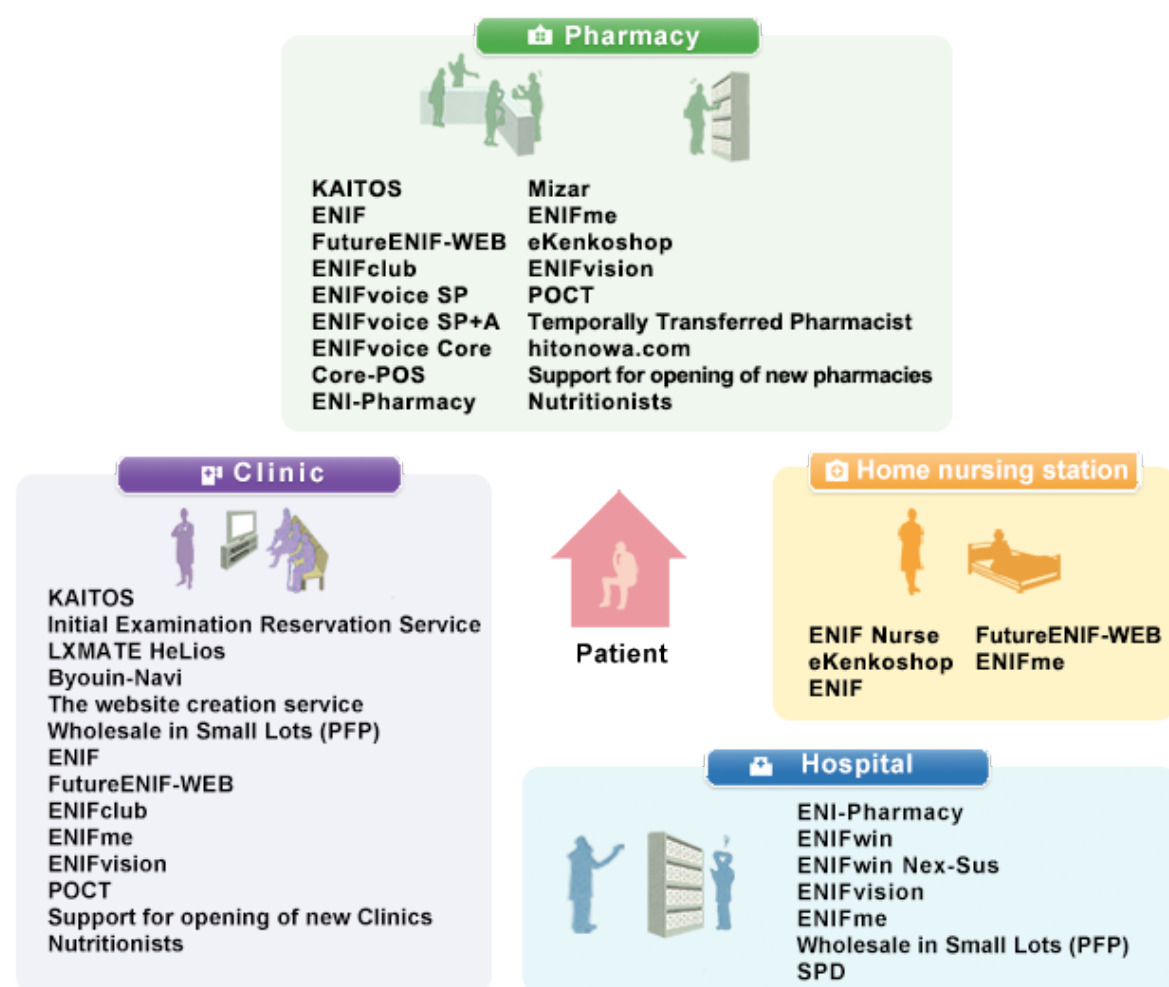 Pharmacy
KAITOS
ENIF
FutureENIF-WEB
ENIFclub
ENIFvoice SP
ENIFvoice SP+A
ENIFvoice Core
Core-POS
ENI-Pharmacy
Mizar
ENIFme
eKenkoshop
ENIFvision
POCT
Temporally Transferred Pharmacist
hitonowa.com
Support for opening of new pharmacies
Nutritionists
Clinic
KAITOS
Initial Examination Reservation Service
LXMATE HeLios
Byouin-Navi
The website creation service
Wholesale in Small Lots (PFP)
ENIF
FutureENIF-WEB
ENIFclub
ENIFme
ENIFvision
POCT
Support for opening of new Clinics
Nutritionists
Patient
Home nursing station
ENIF Nurse
eKenkoshop
ENIF
FutureENIF-WEB
ENIFme
Hospital
ENI-Pharmacy
ENIFwin
ENIFwin Nex-Sus
ENIFvision
ENIFme
Wholesale in Small Lots (PFP)
SPD